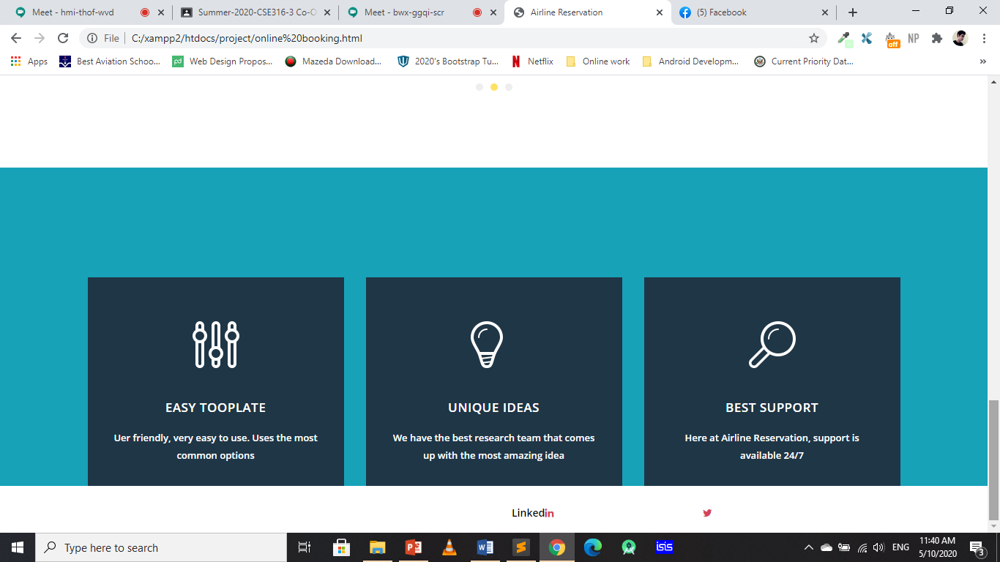 Meet - hmi-thof-wvd
Summer-2020-CSE316-3 Co-O
Meet - bwx-ggqi-scr
Airline Reservation
(5) Facebook
File
C:/xampp2/htdocs/project/online%20booking.html
off
NP
Apps
Best Aviation Schoo...
Web Design Propos...
Mazeda Download...
2020's Bootstrap Tu...
Netflix
Online work
Android Developm...
Current Priority Dat...
»
EASY TOOPLATE
Uer friendly, very easy to use. Uses the most
common options
UNIQUE IDEAS
We have the best research team that comes
up with the most amazing idea
BEST SUPPORT
Here at Airline Reservation, support is
available 24/7
Linkedin
Type here to search
isis
ENG
11:40 AM
5/10/2020
3